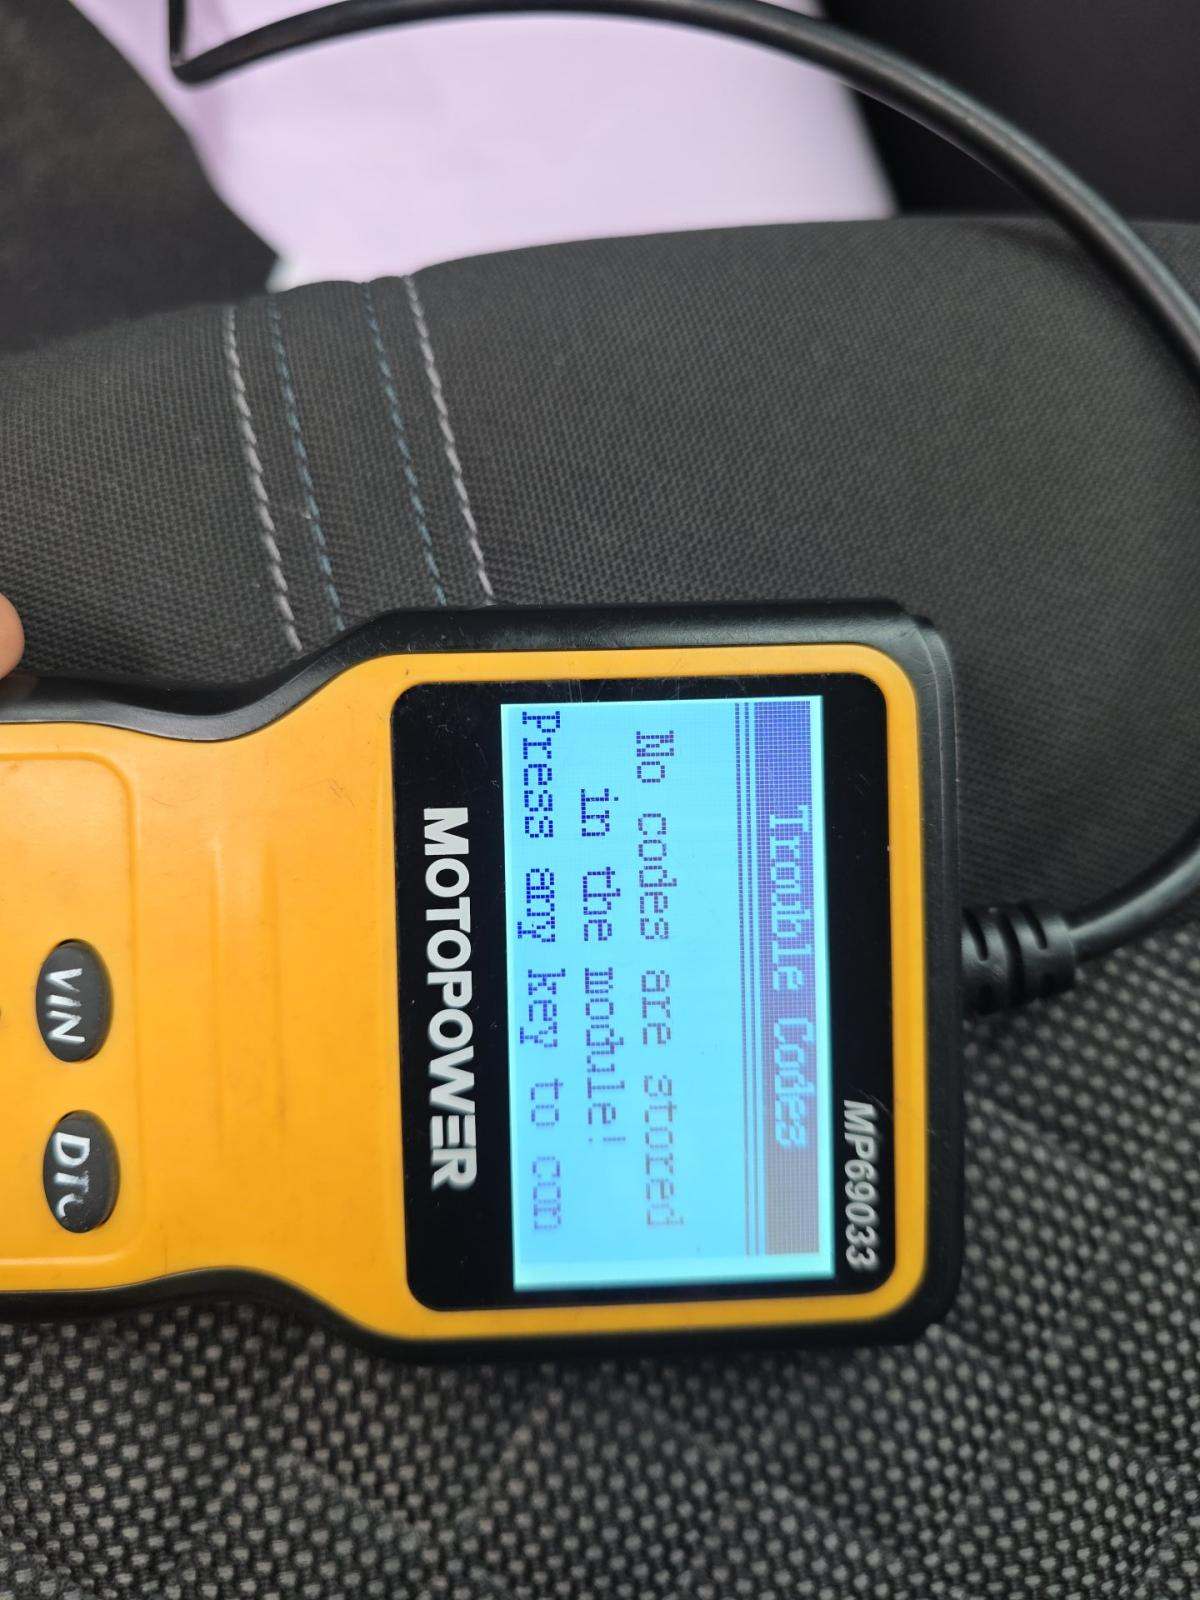 MP69033
Trouble Codes
No codes are stored
in the module!
Press any key to con
MOTOPOWER
VIN
DTC